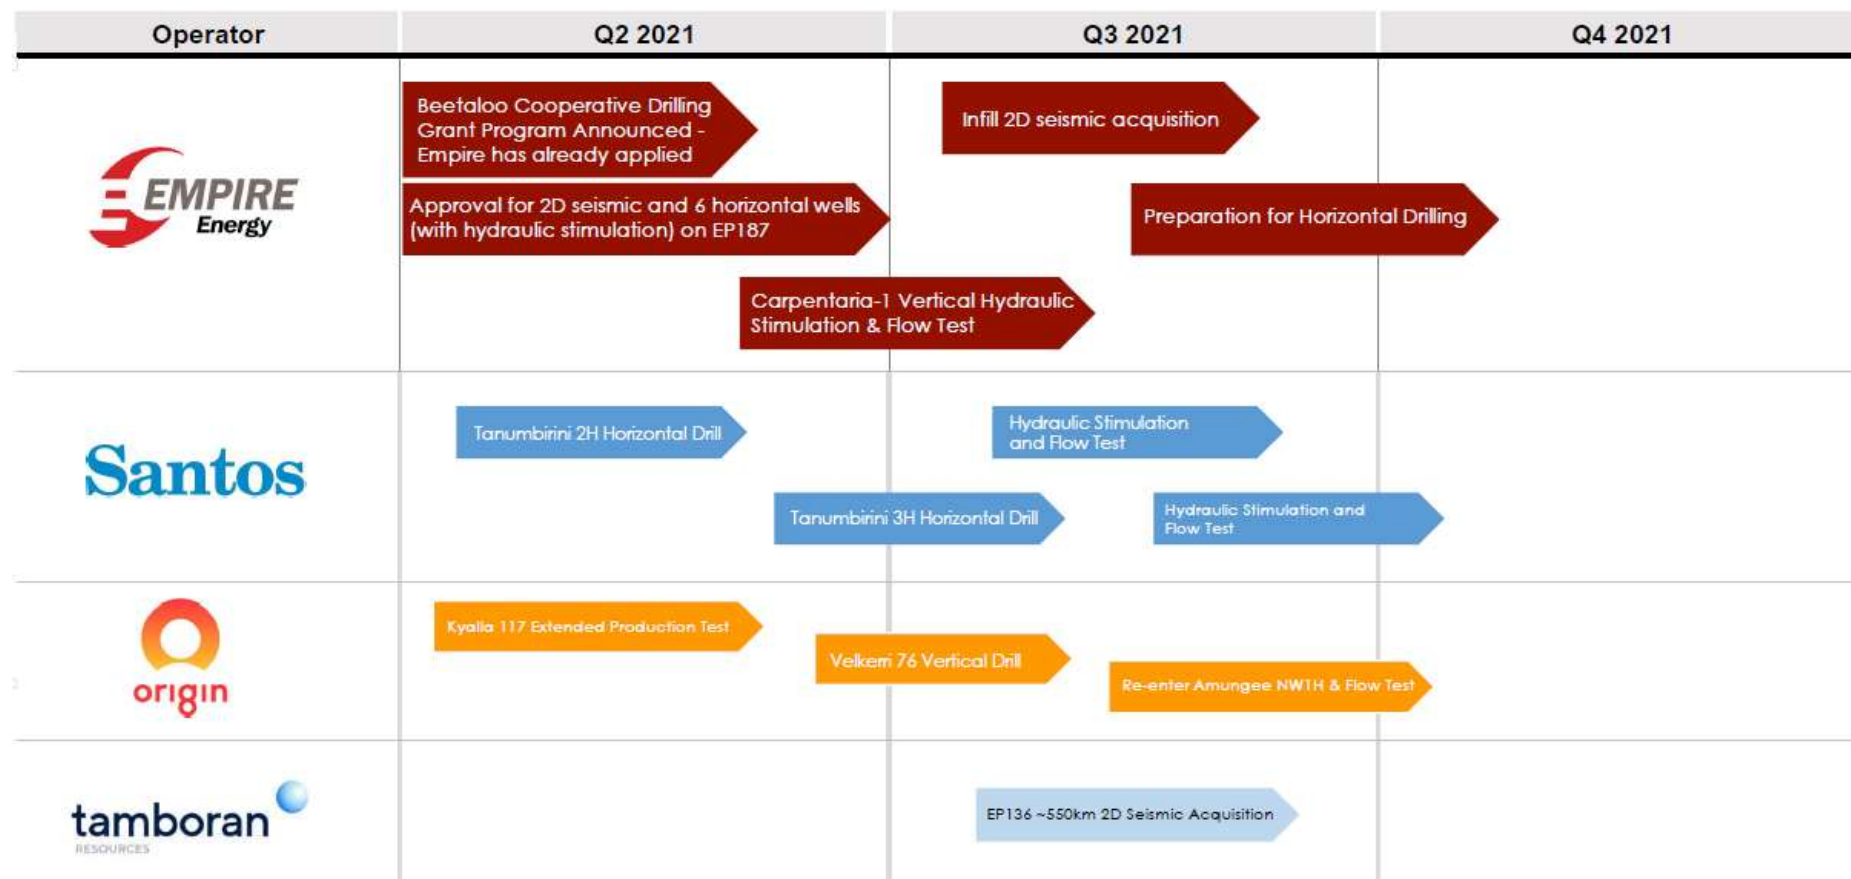 Operator
Q2 2021
Q3 2021
Q4 2021
EMPIRE
Energy
Beetaloo Cooperative Drilling
Grant Program Announced -
Empire has already applied
Infill 2D seismic acquisition
Approval for 2D seismic and 6 horizontal wells
(with hydraulic stimulation) on EP187
Preparation for Horizontal Drilling
Carpentaria-1 Vertical Hydraulic
Stimulation & Flow Test
Santos
Tanumbirini 2H Horizontal Drill
Hydraulic Stimulation
and Flow Test
Tanumbirini 3H Horizontal Drill
Hydraulic Stimulation and
Flow Test
origin
Kyalla 117 Extended Production Test
Velkerri 76 Vertical Drill
Re-enter Amungee NW1H & Flow Test
tamboran
RESOURCES
EP136 ~550km 2D Seismic Acquisition